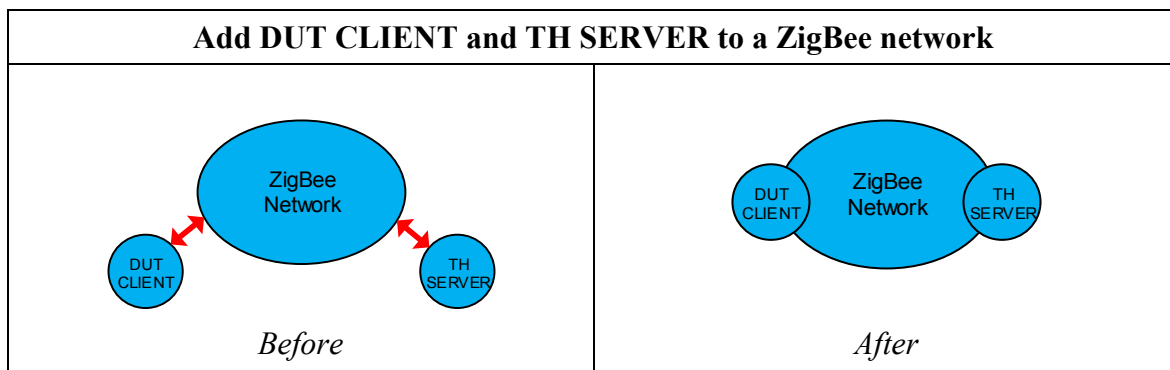 Add DUT CLIENT and TH SERVER to a ZigBee network
ZigBee
Network
DUT
CLIENT
TH
SERVER
Before
DUT
CLIENT
ZigBee
Network
TH
SERVER
After